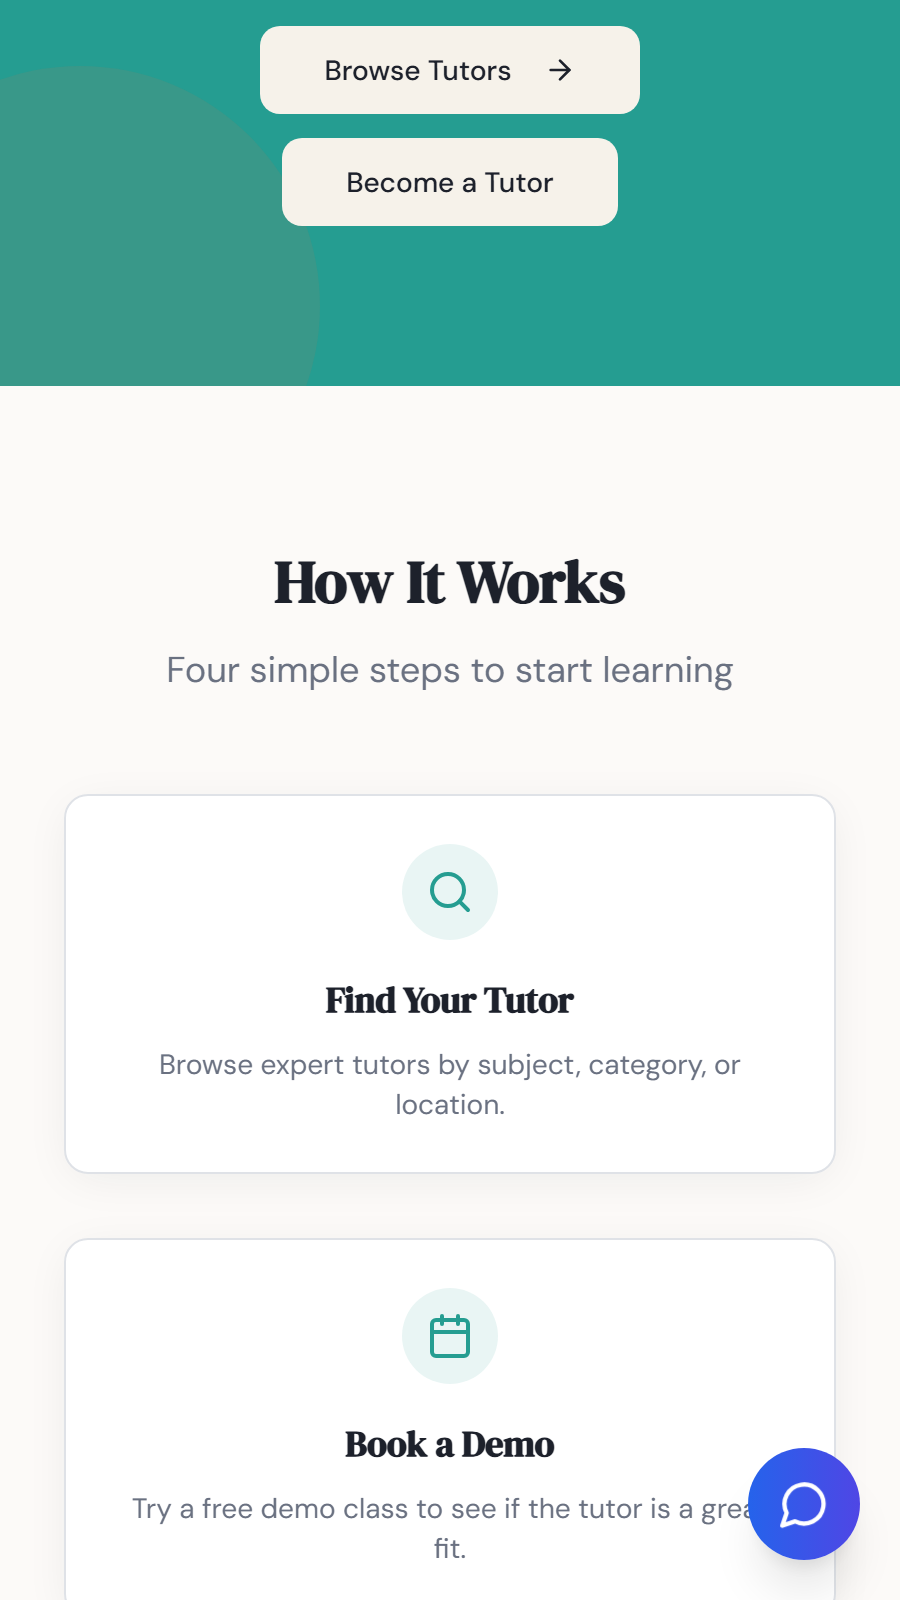 Browse Tutors
Become a Tutor
How It Works
Four simple steps to start learning
Find Your Tutor
Browse expert tutors by subject, category, or
location.
Book a Demo
Try a free demo class to see if the tutor is a
fit.